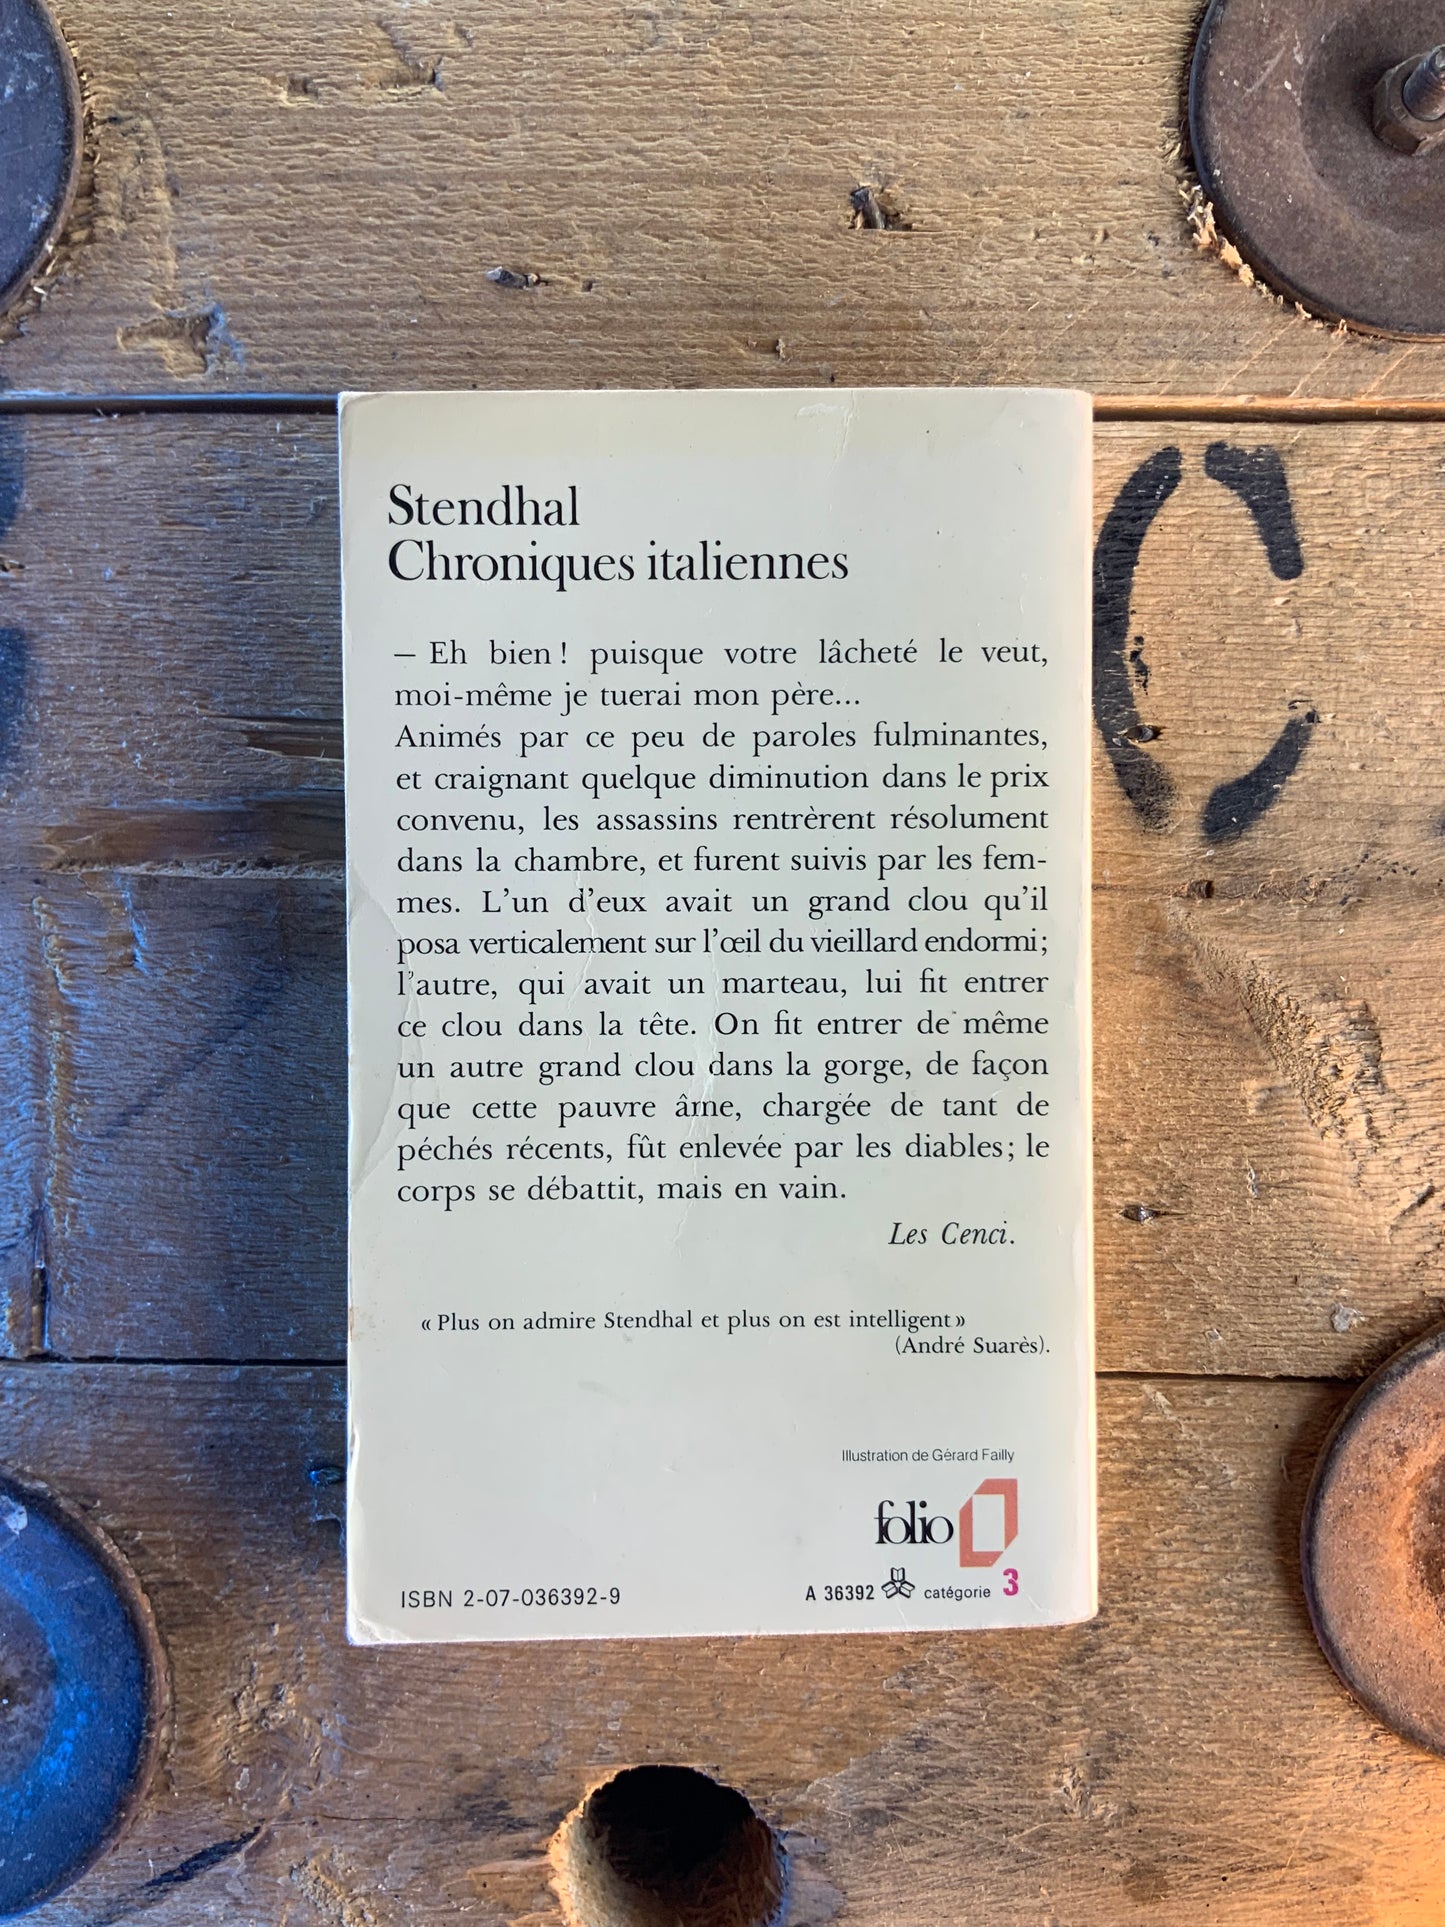 Stendhal
Chroniques italiennes
— Eh bien ! puisque votre lâcheté le veut,
moi-même je tuerai mon père...
Animés par ce peu de paroles fulminantes,
et craignant quelque diminution dans le prix
convenu, les assassins rentrèrent résolument
dans la chambre, et furent suivis par les fem-
mes. L'un d'eux avait un grand clou qu'il
posa verticalement sur l'œil du vieillard endormi ;
l'autre, qui avait un marteau, lui fit entrer
ce clou dans la tête. On fit entrer de même
un autre grand clou dans la gorge, de façon
que cette pauvre âme, chargée de tant de
péchés récents, fût enlevée par les diables ; le
corps se débattit, mais en vain.
Les Cenci.
« Plus on admire Stendhal et plus on est intelligent »
(André Suarès).
Illustration de Gérard Failly
folio
ISBN 2-07-036392-9
A 36392 catégorie 3